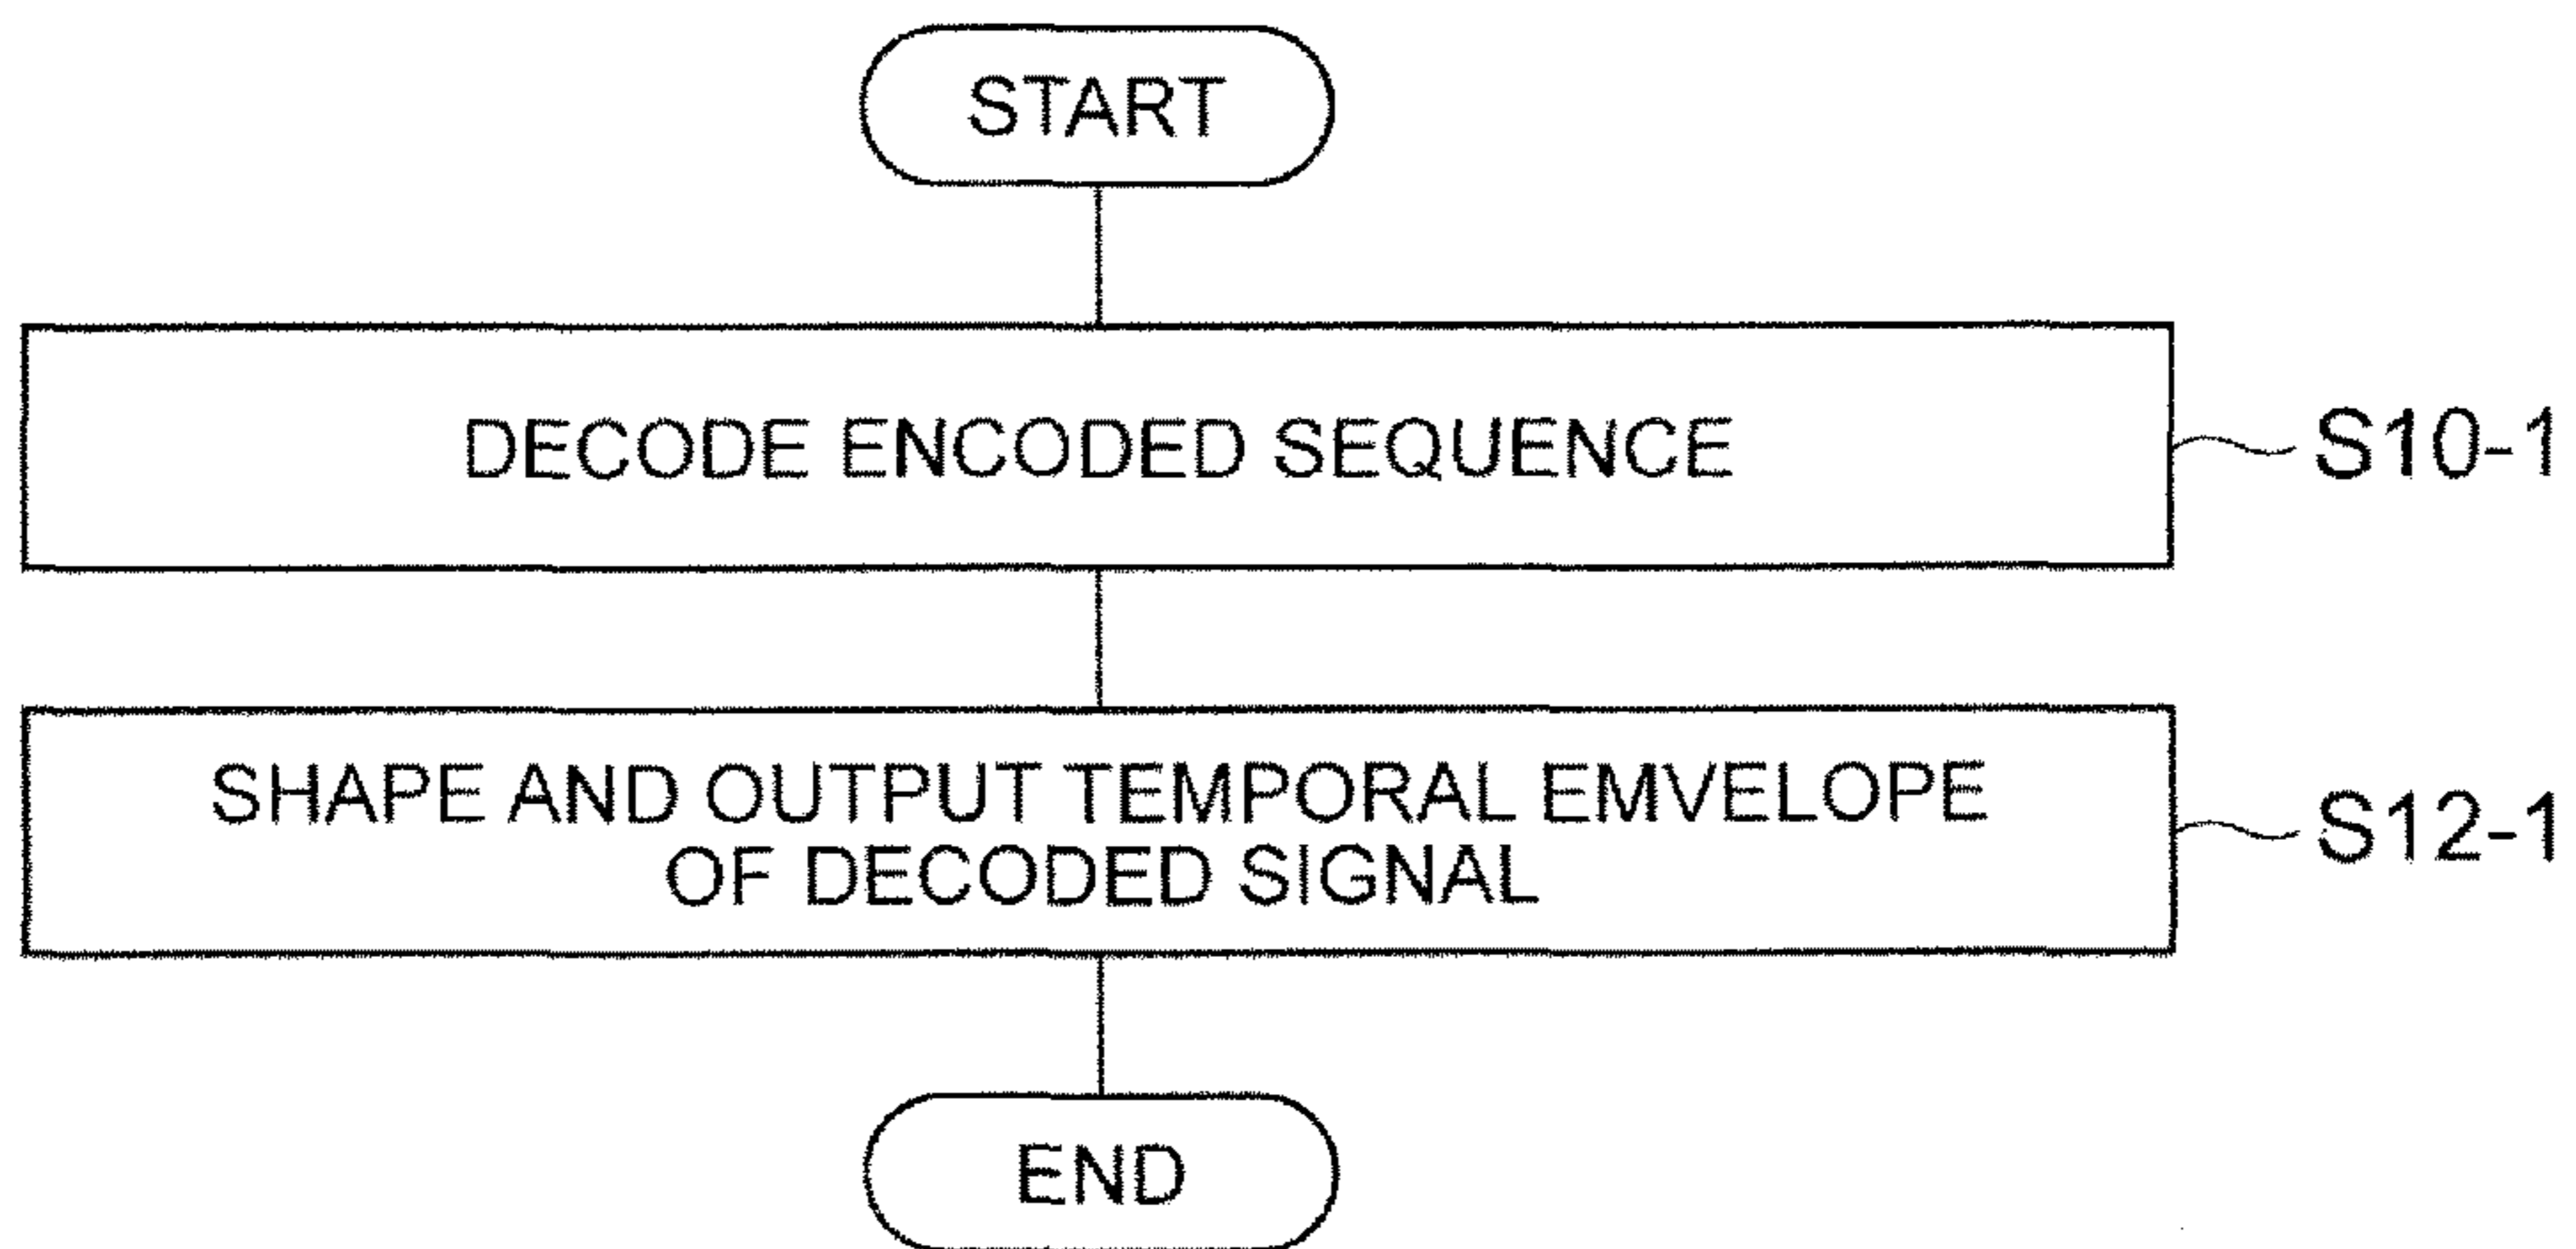 START
DECODE ENCODED SEQUENCE
S10-1
SHAPE AND OUTPUT TEMPORAL EMVELOPE
OF DECODED SIGNAL
S12-1
END